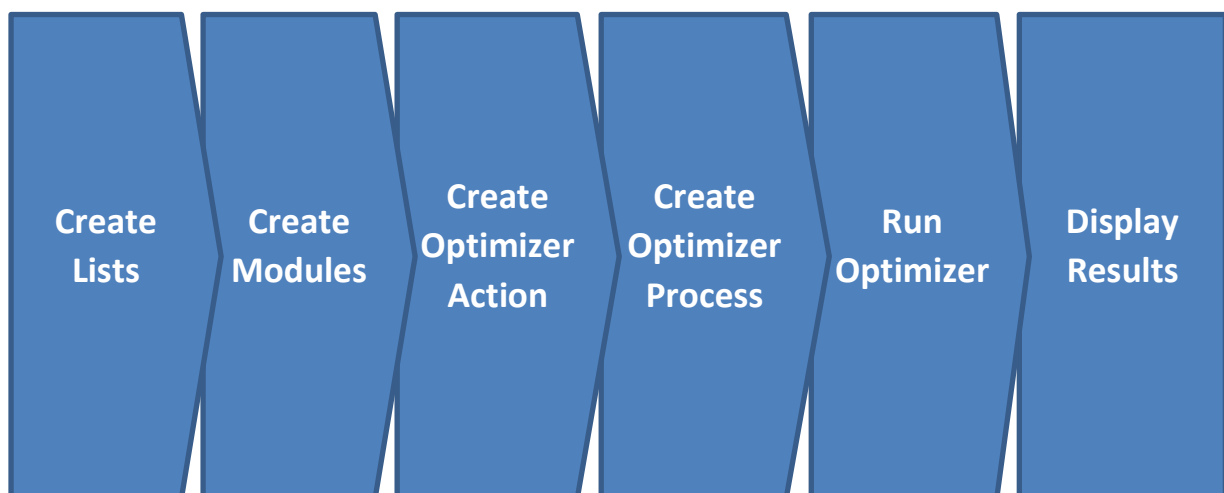 Create
Lists
Create
Modules
Create
Optimizer
Action
Create
Optimizer
Process
Run
Optimizer
Display
Results